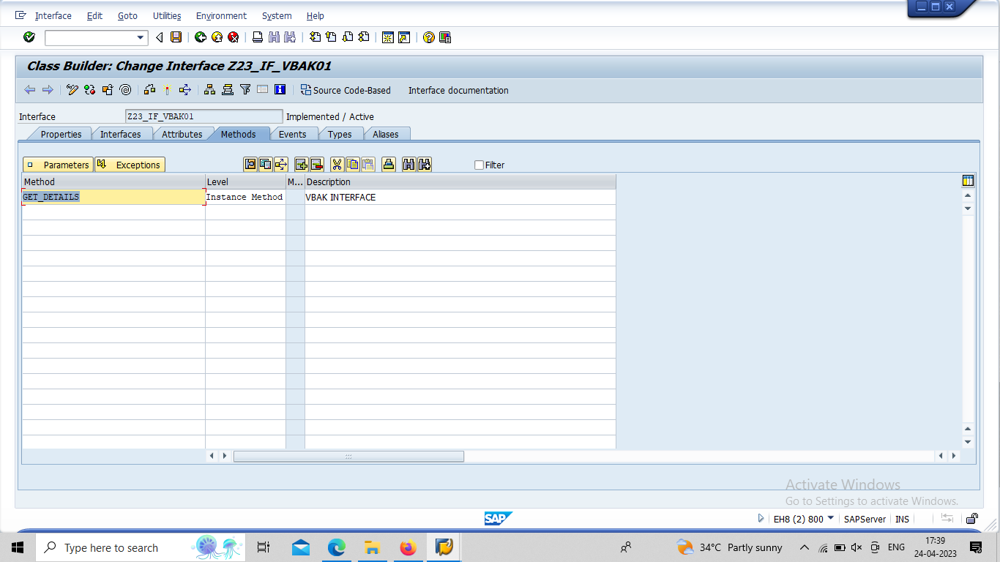 Interface Edit Goto Utilities Environment System Help
Class Builder: Change Interface Z23_IF_VBAK01
Source Code-Based Interface documentation
Interface Z23_IF_VBAK01 Implemented / Active
Properties Interfaces Attributes Methods Events Types Aliases
Parameters Exceptions Filter
Method Level M... Description
GET_DETAILS Instance Method VBAK INTERFACE
Activate Windows
Go to Settings to activate Windows.
SAP EH8 (2) 800 SAPServer INS
Type here to search 34°C Partly sunny ENG 17:39
24-04-2023